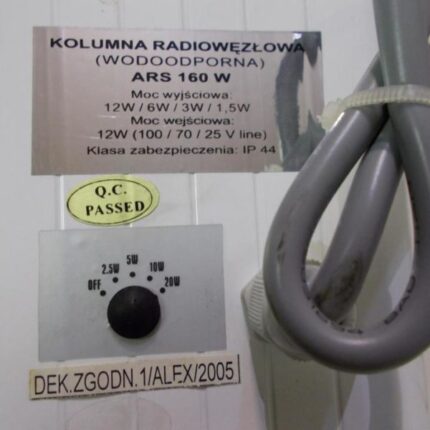 KOLUMNA RADIOWĘZŁOWA
(WODOODPORNA)
ARS 160 W
Moc wyjściowa:
12W / 6W / 3W / 1,5W
Moc wejściowa:
12W (100 / 70 / 25 V line)
Klasa zabezpieczenia: IP 44
Q.C.
PASSED
OFF 2.5W 5W 10W 20W
DEK.ZGODN.1/ALEX/2005